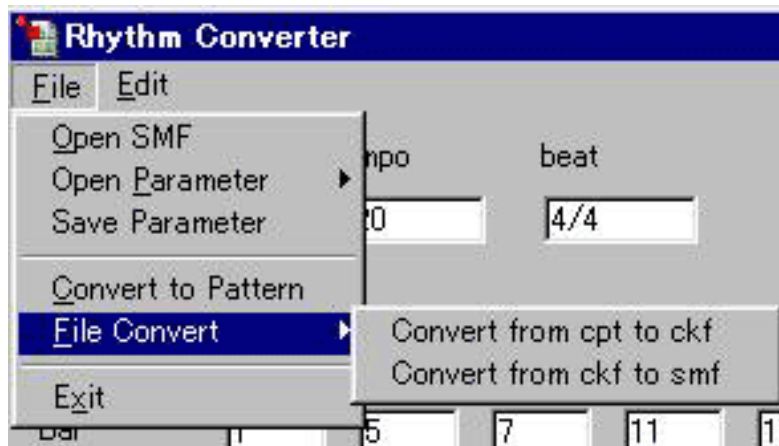 Rhythm Converter
File Edit
Open SMF
Open Parameter
Save Parameter
beat
4/4
Convert to Pattern
File Convert
Convert from cpt to ckf
Convert from ckf to smf
Exit
5 7 11